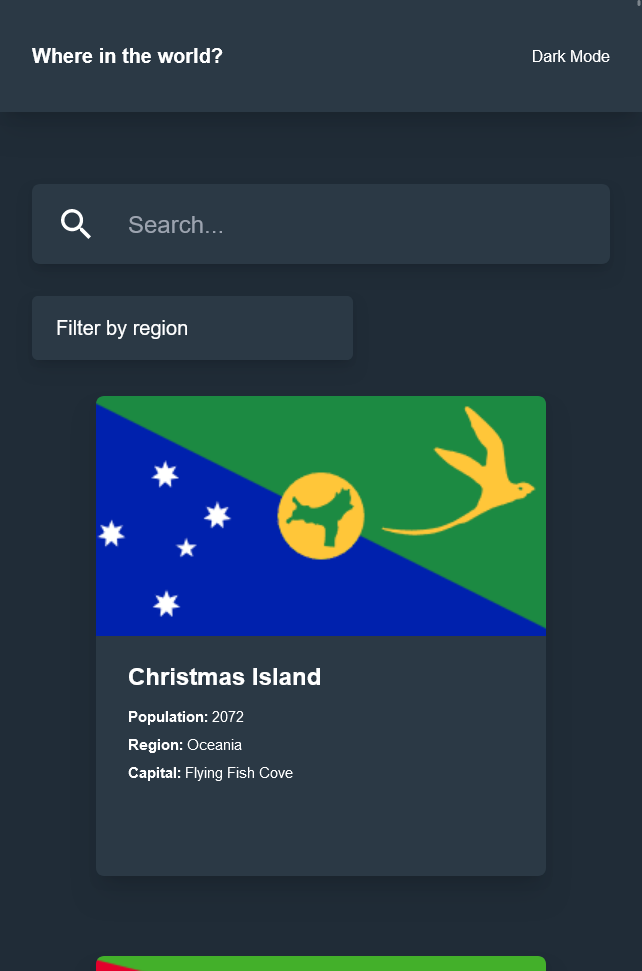 Where in the world?
Dark Mode
Search...
Filter by region
Christmas Island
Population: 2072
Region: Oceania
Capital: Flying Fish Cove